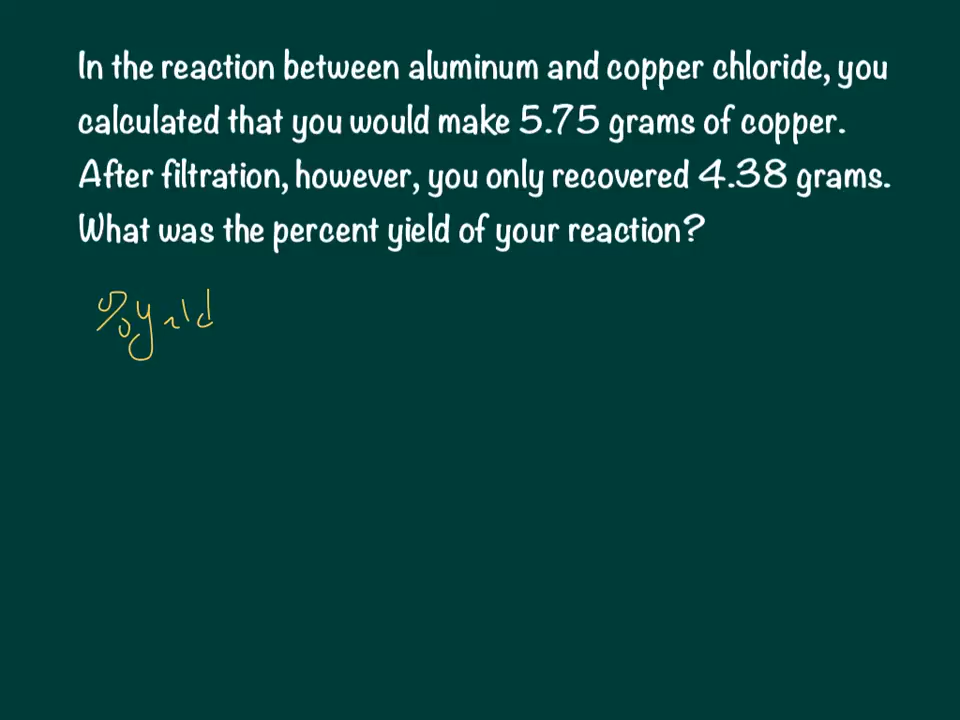 In the reaction between aluminum and copper chloride, you
calculated that you would make 5.75 grams of copper.
After filtration, however, you only recovered 4.38 grams.
What was the percent yield of your reaction?
% yield